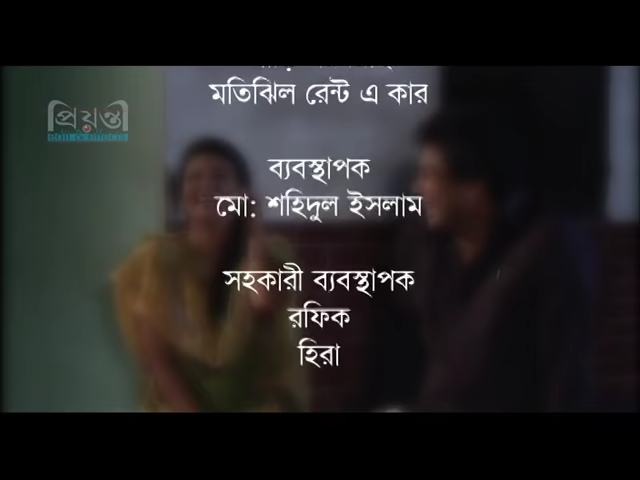 মতিঝিল রেন্ট এ কার
প্রিয়ন্তী
ব্যবস্থাপক
মো: শহিদুল ইসলাম
সহকারী ব্যবস্থাপক
রফিক
হিরা